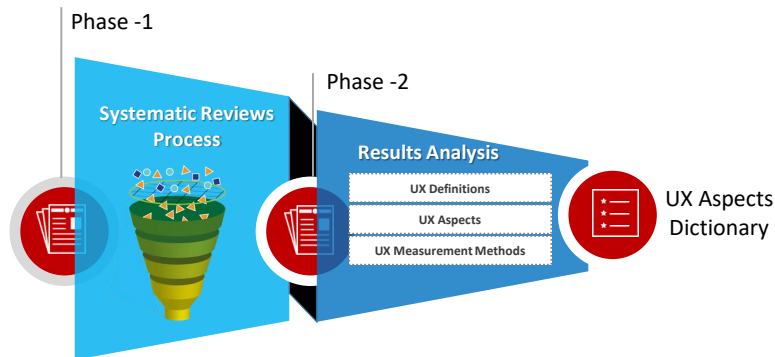 Phase -1
Phase -2
Systematic Reviews
Process
Results Analysis
UX Definitions
UX Aspects
UX Measurement Methods
UX Aspects
Dictionary